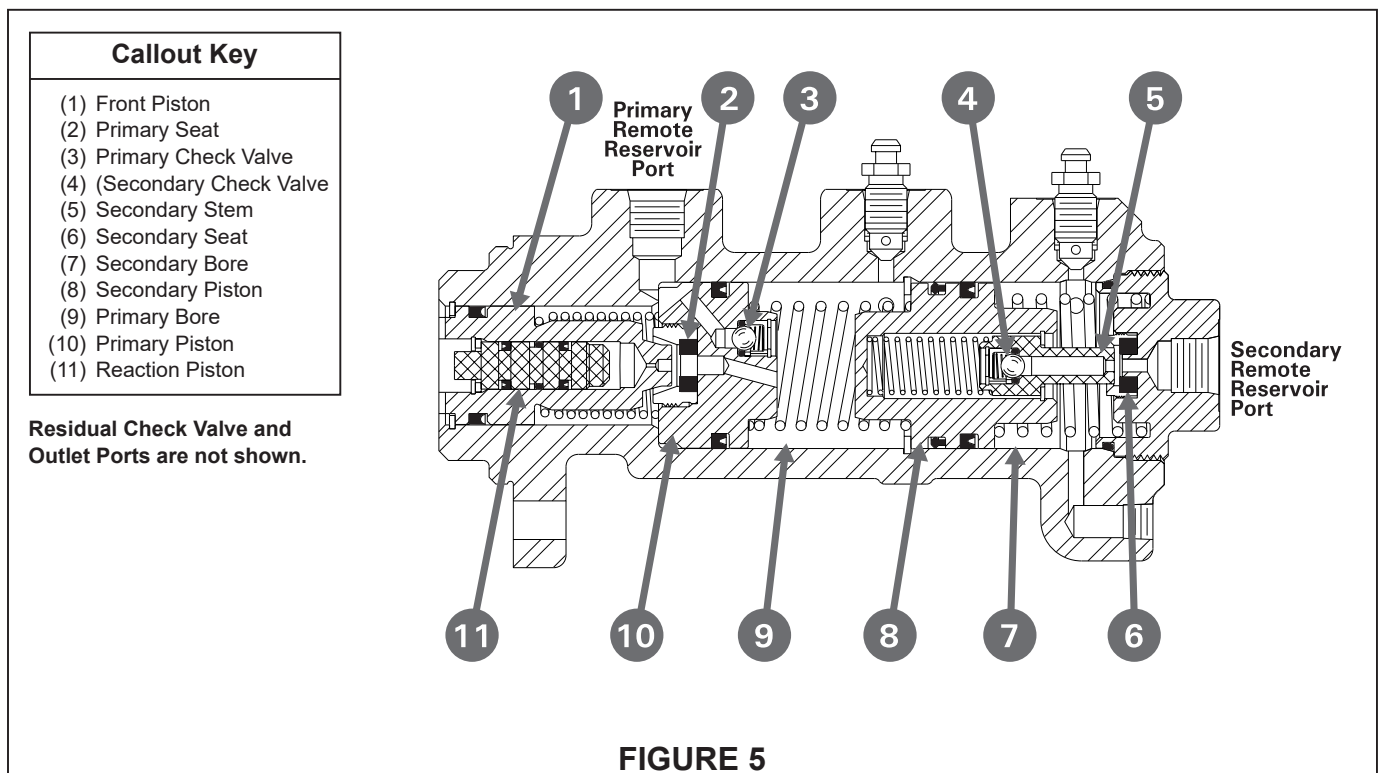 Callout Key
(1) Front Piston
(2) Primary Seat
(3) Primary Check Valve
(4) (Secondary Check Valve
(5) Secondary Stem
(6) Secondary Seat
(7) Secondary Bore
(8) Secondary Piston
(9) Primary Bore
(10) Primary Piston
(11) Reaction Piston
Residual Check Valve and
Outlet Ports are not shown.
1
Primary
Remote
Reservoir
Port
2
3
4
5
Secondary
Remote
Reservoir
Port
11
10
9
8
7
6
FIGURE 5